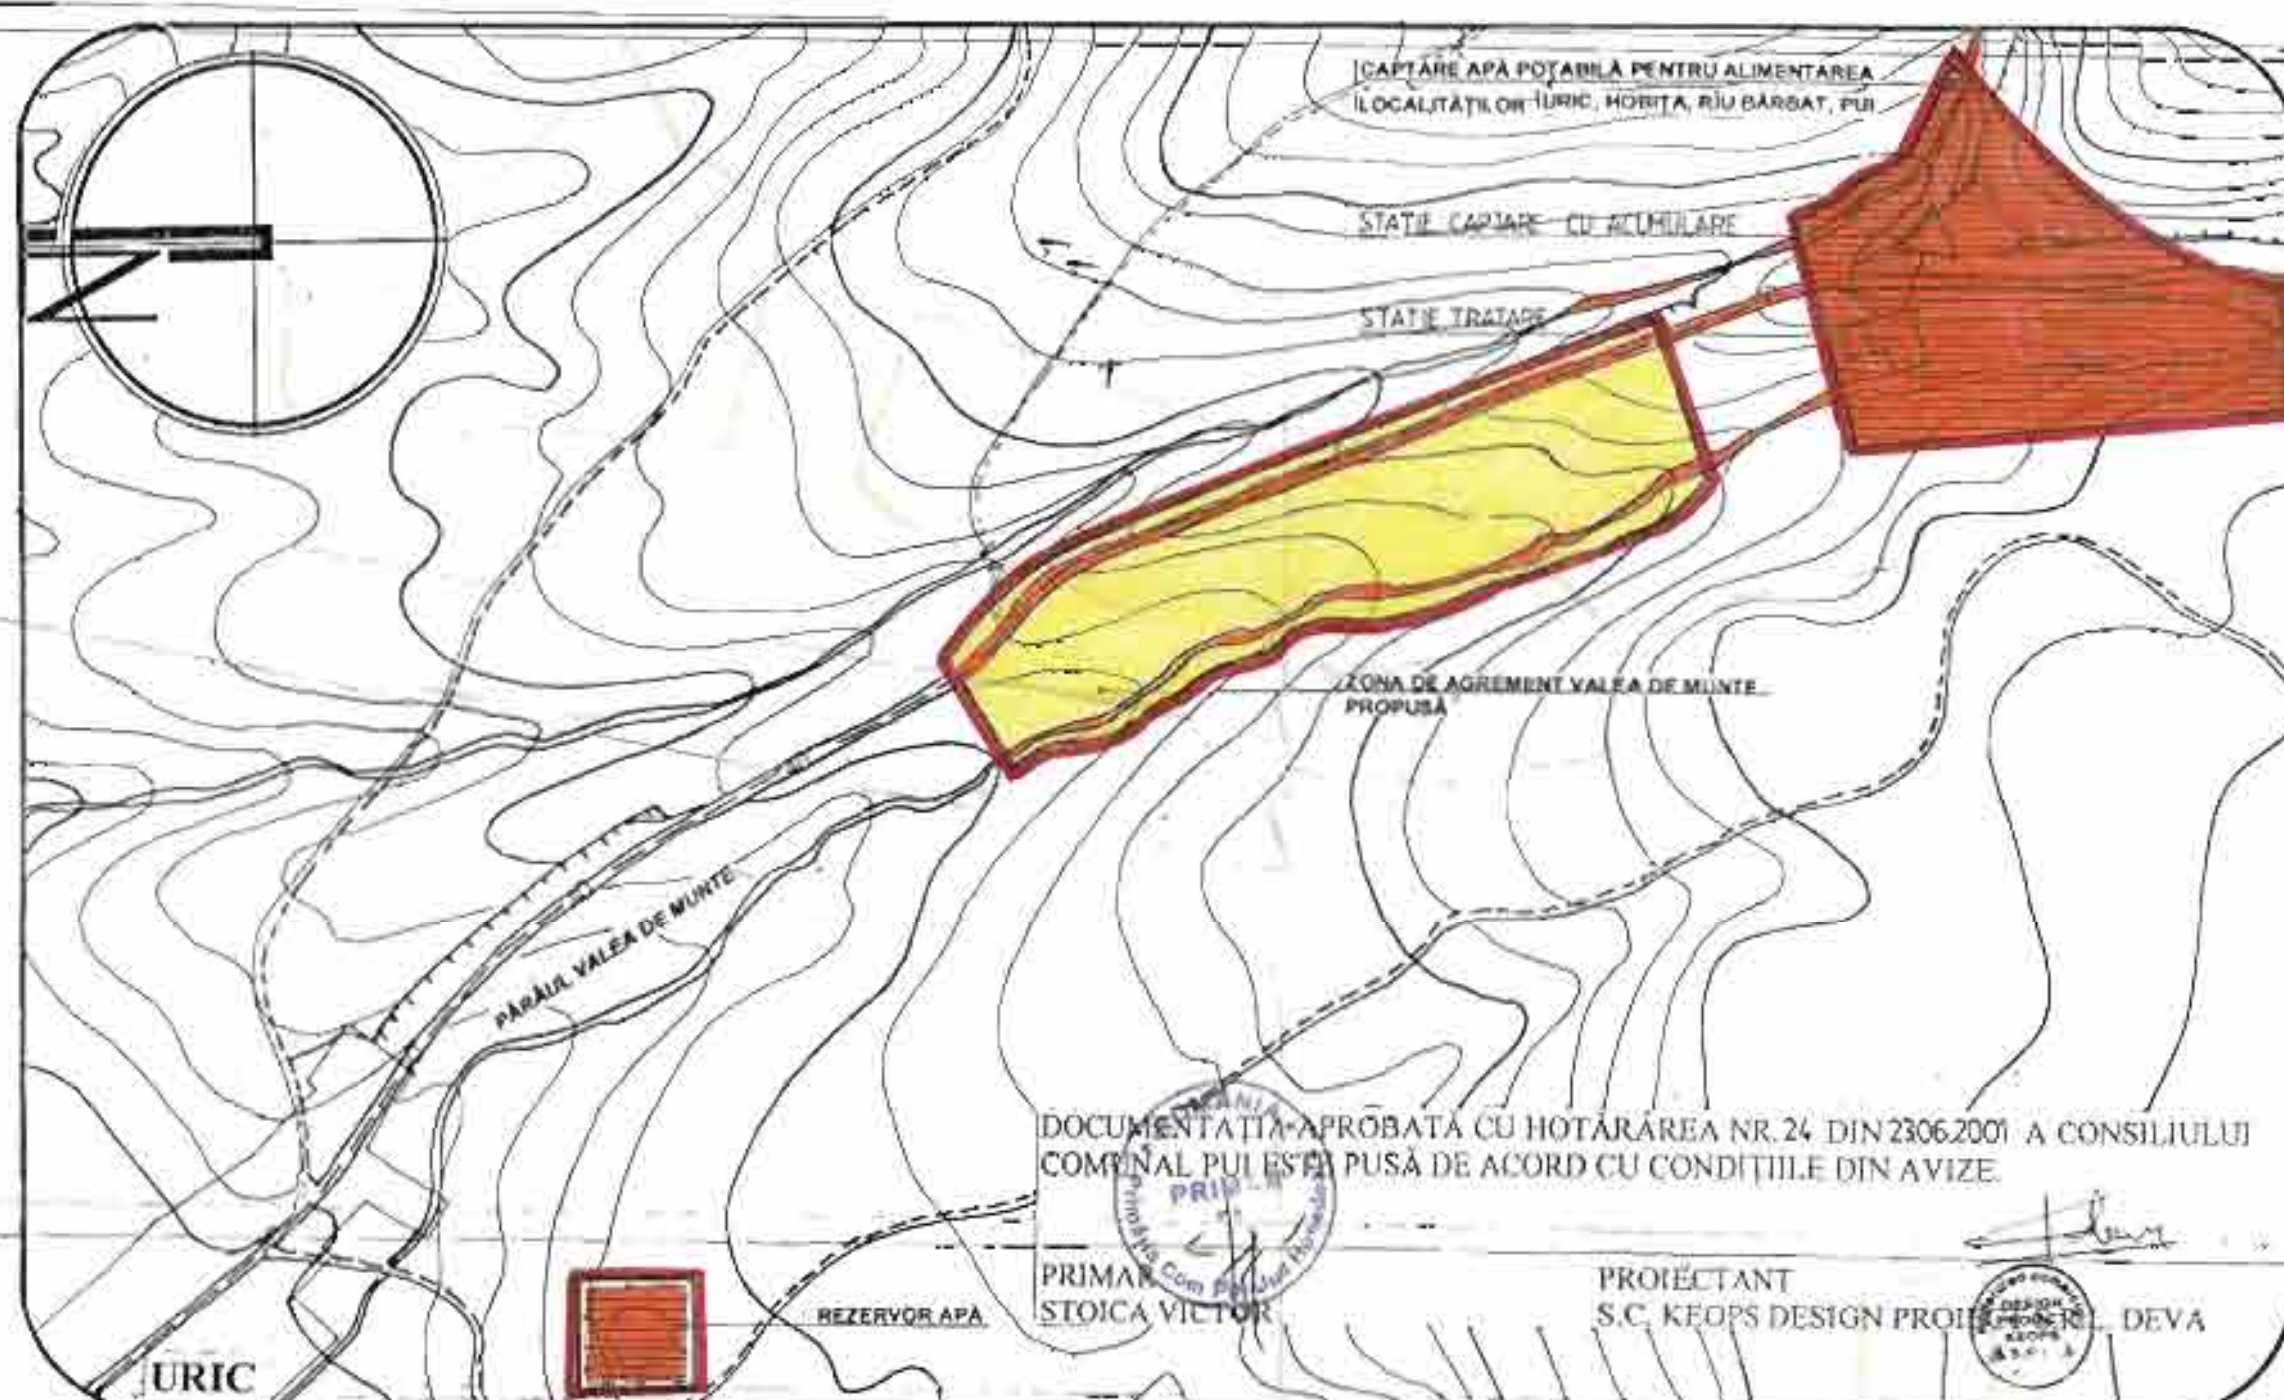 N
CAPTARE APĂ POTABILĂ PENTRU ALIMENTAREA
LOCALITĂȚILOR URIC, HOBIȚA, RÎU BĂRBAT, PUI
STAȚIE CAPTARE CU ACUMULARE
STAȚIE TRATARE
ZONA DE AGREMENT VALEA DE MUNTE
PROPUSĂ
PÂRÂUL VALEA DE MUNTE
DOCUMENTAȚIA APROBATĂ CU HOTĂRÂREA NR. 24 DIN 23.06.2001 A CONSILIULUI
COMUNAL PUI ESTE PUSĂ DE ACORD CU CONDIȚIILE DIN AVIZE.
PRIMAR
STOICA VICTOR
PROIECTANT
S.C. KEOPS DESIGN DEVA
DESIGN
KEOPS
REZERVOR APĂ
URIC